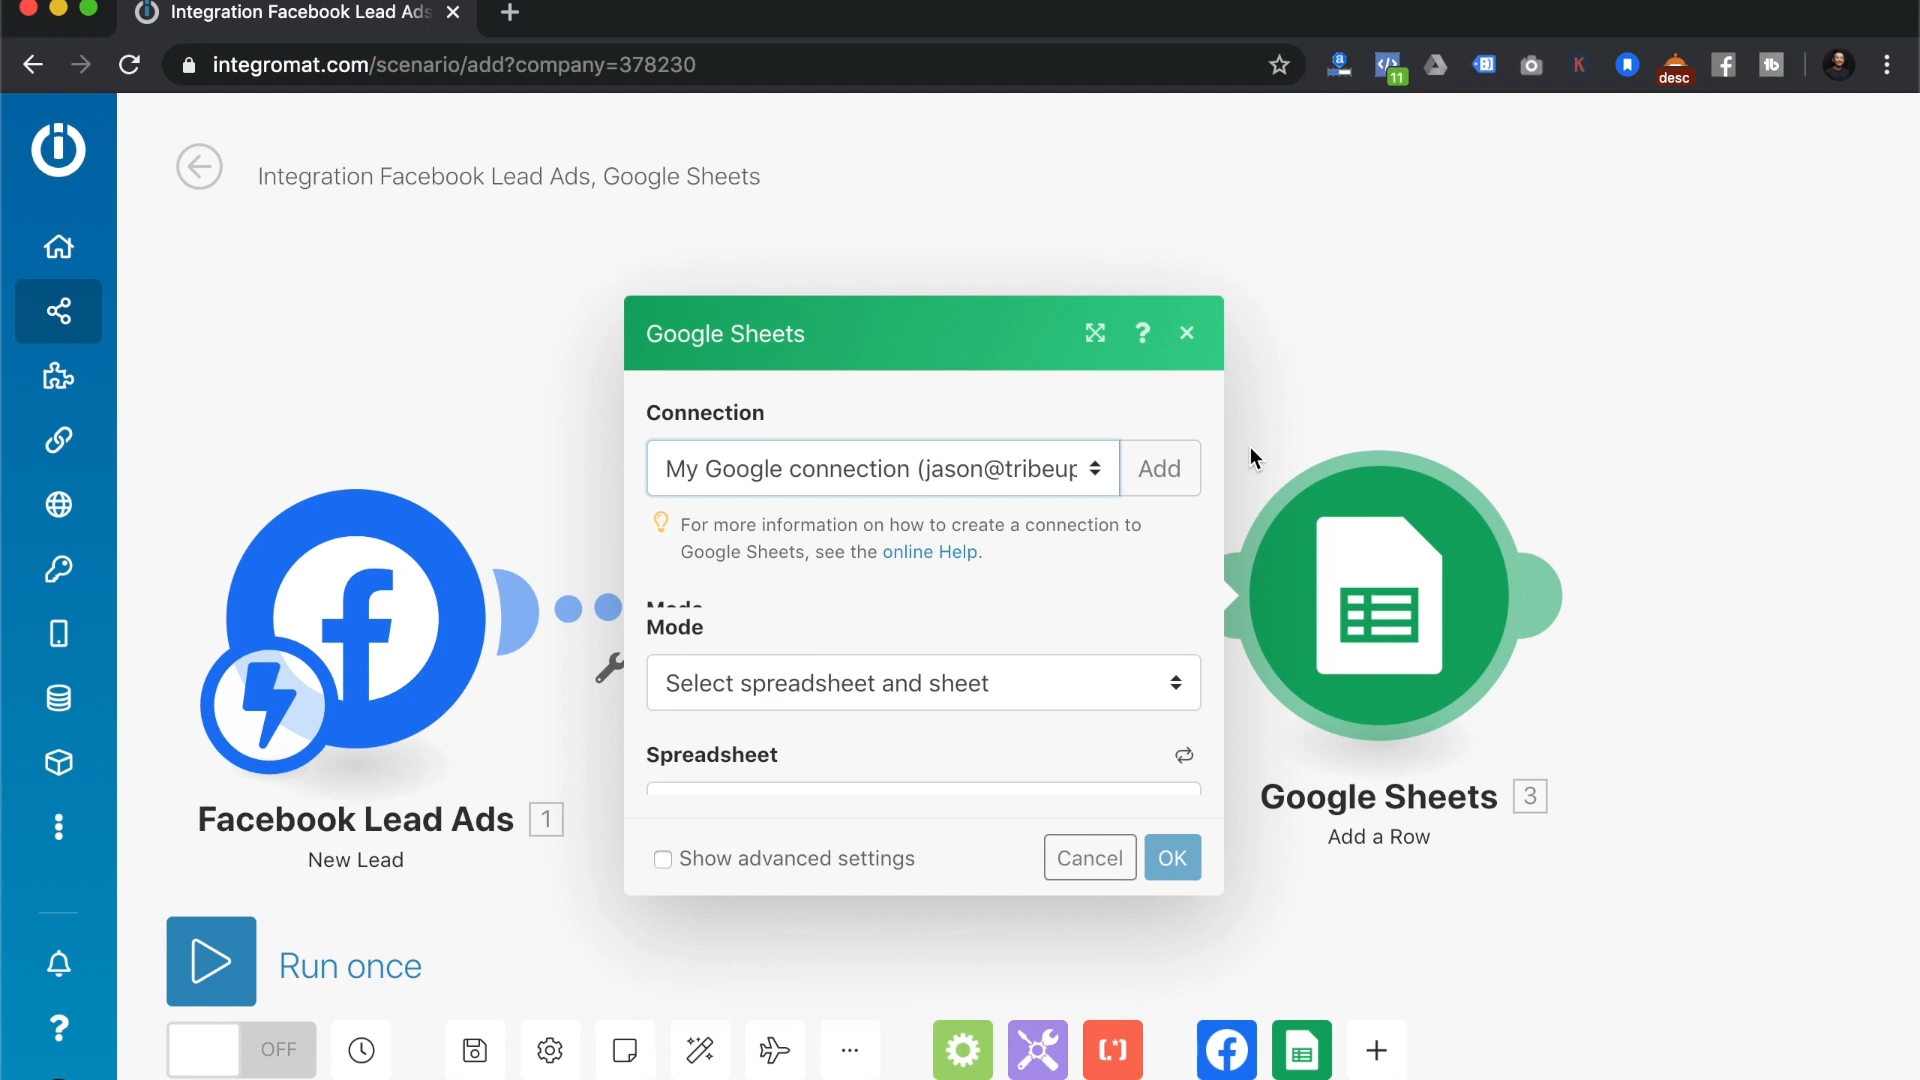 Integration Facebook Lead Ads
integromat.com/scenario/add?company=378230
11
K
desc
Integration Facebook Lead Ads, Google Sheets
Google Sheets
Connection
My Google connection (jason@tribeup
Add
For more information on how to create a connection to
Google Sheets, see the online Help.
Mode
Mode
Select spreadsheet and sheet
Spreadsheet
Show advanced settings
Cancel
OK
Facebook Lead Ads 1
New Lead
Google Sheets 3
Add a Row
Run once
OFF